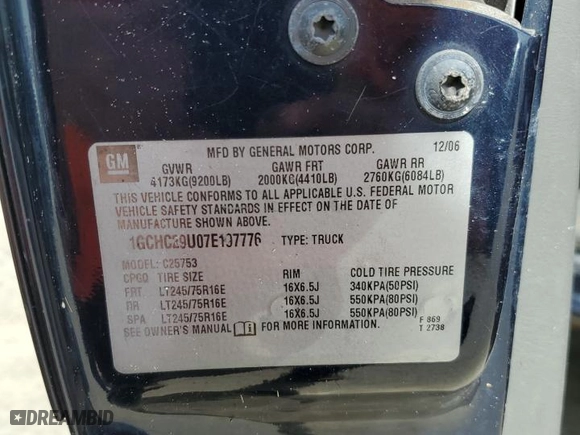 GM
MFD BY GENERAL MOTORS CORP. 12/06
GVWR GAWR FRT GAWR RR
4173KG(9200LB) 2000KG(4410LB) 2760KG(6084LB)
THIS VEHICLE CONFORMS TO ALL APPLICABLE U.S. FEDERAL MOTOR
VEHICLE SAFETY STANDARDS IN EFFECT ON THE DATE OF
MANUFACTURE SHOWN ABOVE.
TYPE: TRUCK
MODEL: C25753
TIRE SIZE RIM COLD TIRE PRESSURE
FRT LT245/75R16E 16X6.5J 340KPA(50PSI)
RR LT245/75R16E 16X6.5J 550KPA(80PSI)
SPA LT245/75R16E 16X6.5J 550KPA(80PSI)
SEE OWNER'S MANUAL FOR MORE INFORMATION
F 869
T 2738
DREAMBID